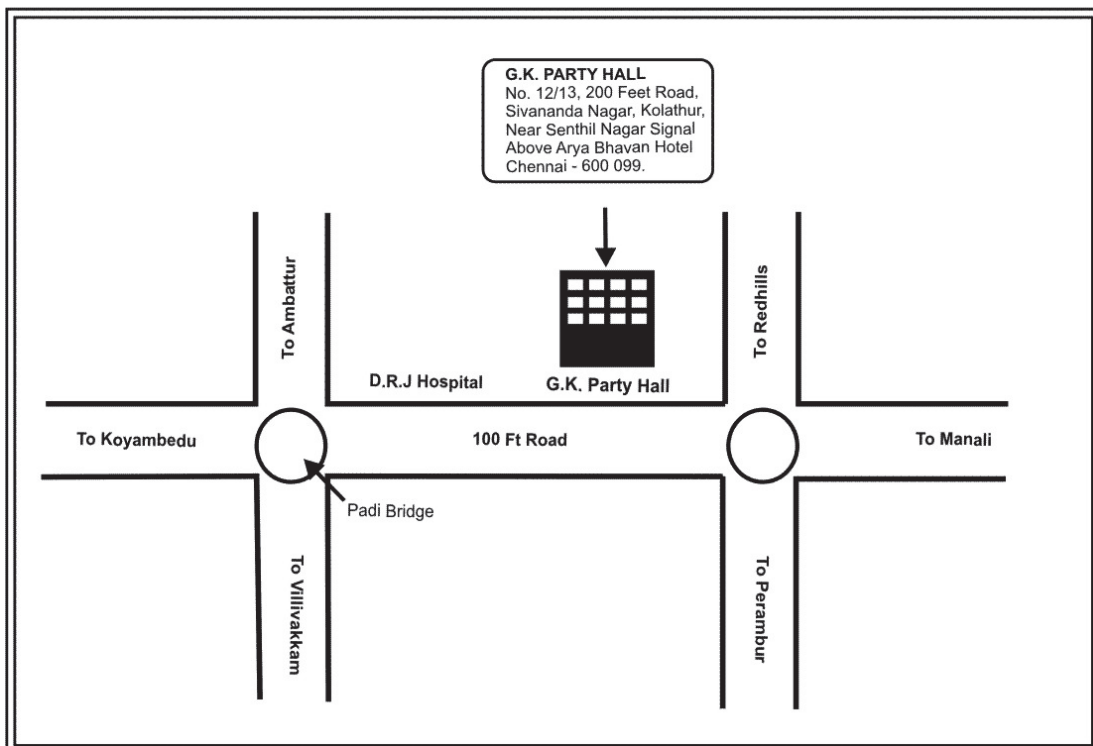 G.K. PARTY HALL
No. 12/13, 200 Feet Road,
Sivananda Nagar, Kolathur,
Near Senthil Nagar Signal
Above Arya Bhavan Hotel
Chennai - 600 099.
To Ambattur
To Redhills
D.R.J Hospital
G.K. Party Hall
To Koyambedu
100 Ft Road
To Manali
Padi Bridge
To Villivakkam
To Perambur